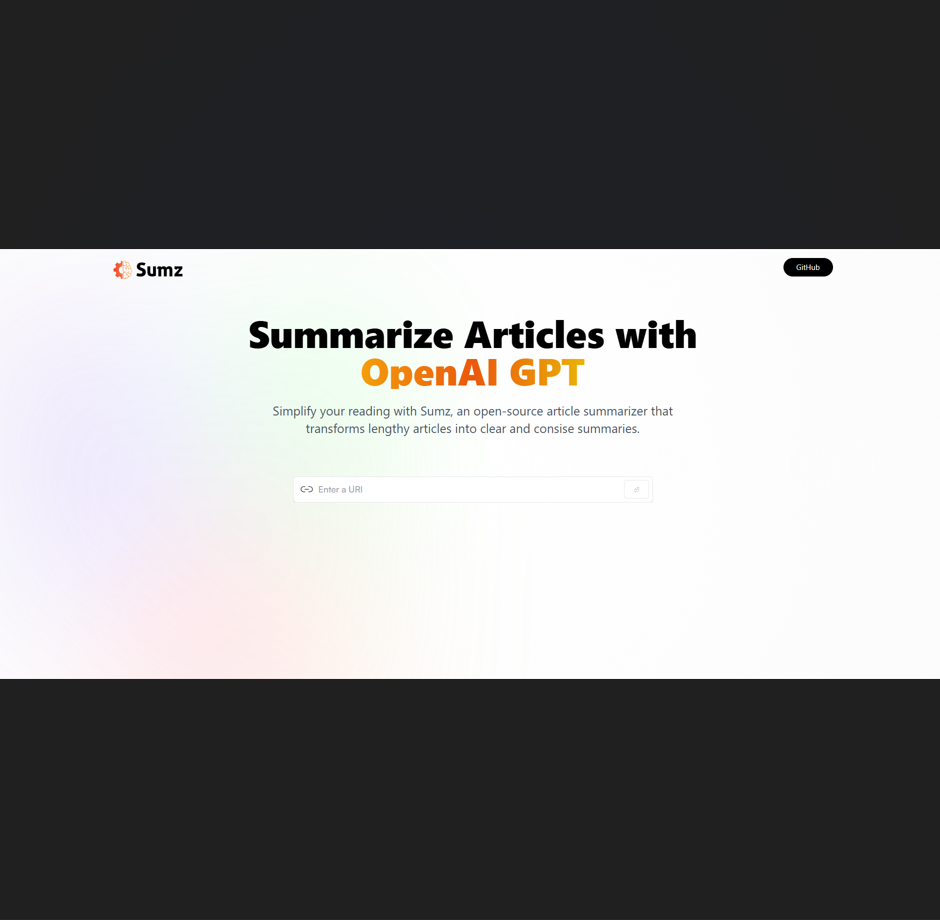 Sumz
GitHub
Summarize Articles with
OpenAI GPT
Simplify your reading with Sumz, an open-source article summarizer that
transforms lengthy articles into clear and consise summaries.
Enter a URI